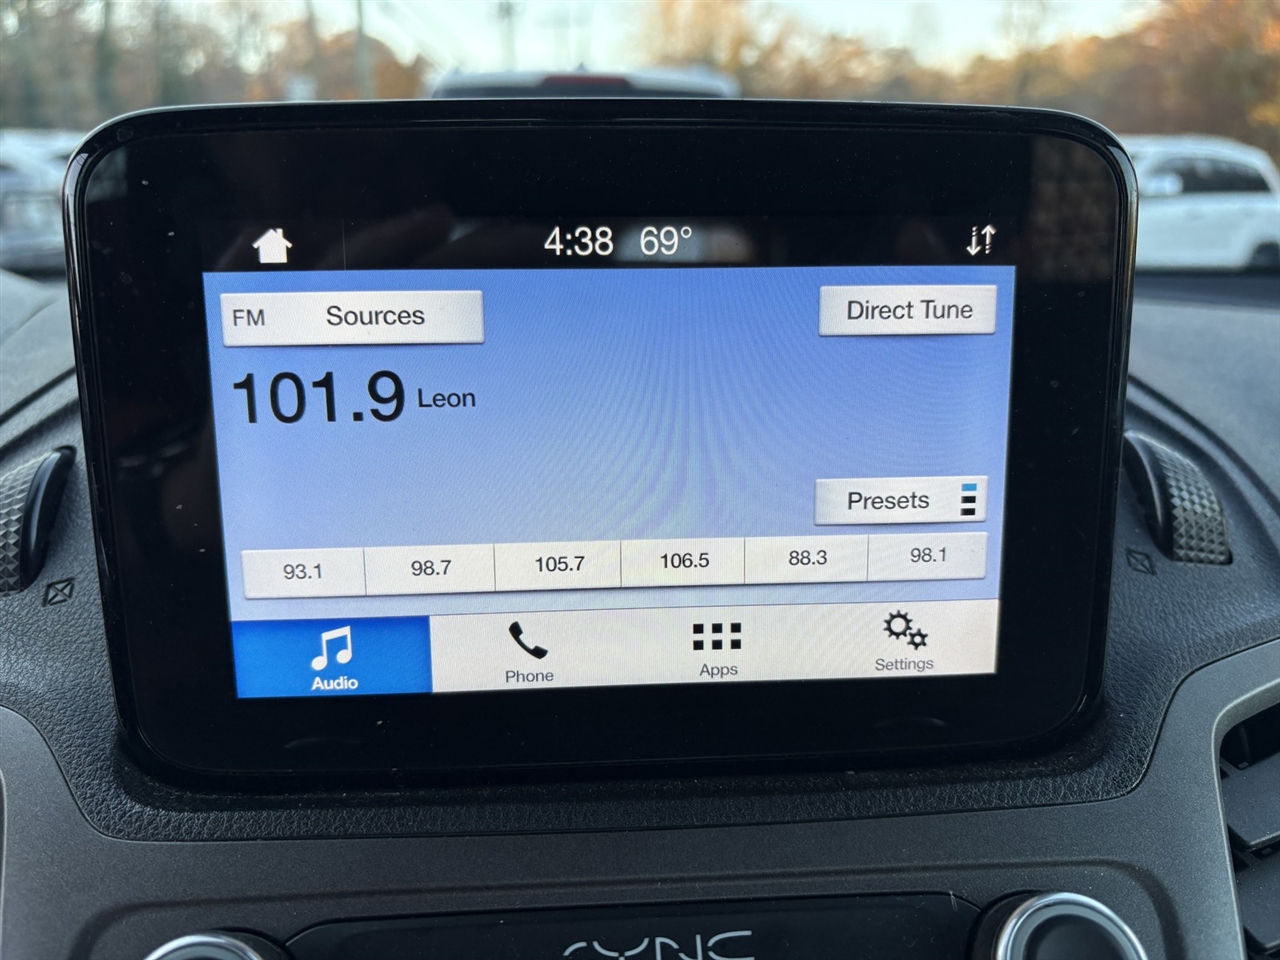 4:38 69°
FM Sources
Direct Tune
101.9 Leon
Presets
93.1 98.7 105.7 106.5 88.3 98.1
Audio Phone Apps Settings
SYNC